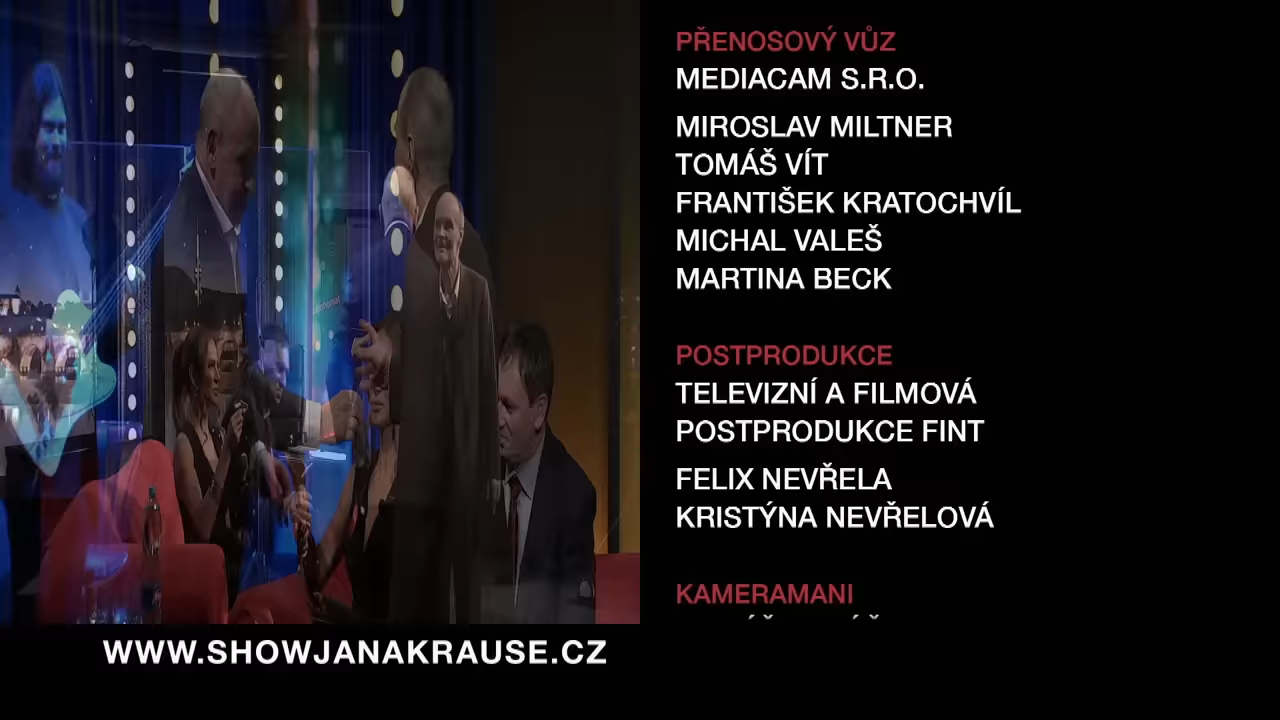 PŘENOSOVÝ VŮZ
MEDIACAM S.R.O.
MIROSLAV MILTNER
TOMÁŠ VÍT
FRANTIŠEK KRATOCHVÍL
MICHAL VALEŠ
MARTINA BECK
POSTPRODUKCE
TELEVIZNÍ A FILMOVÁ
POSTPRODUKCE FINT
FELIX NEVŘELA
KRISTÝNA NEVŘELOVÁ
KAMERAMANI
WWW.SHOWJANAKRAUSE.CZ